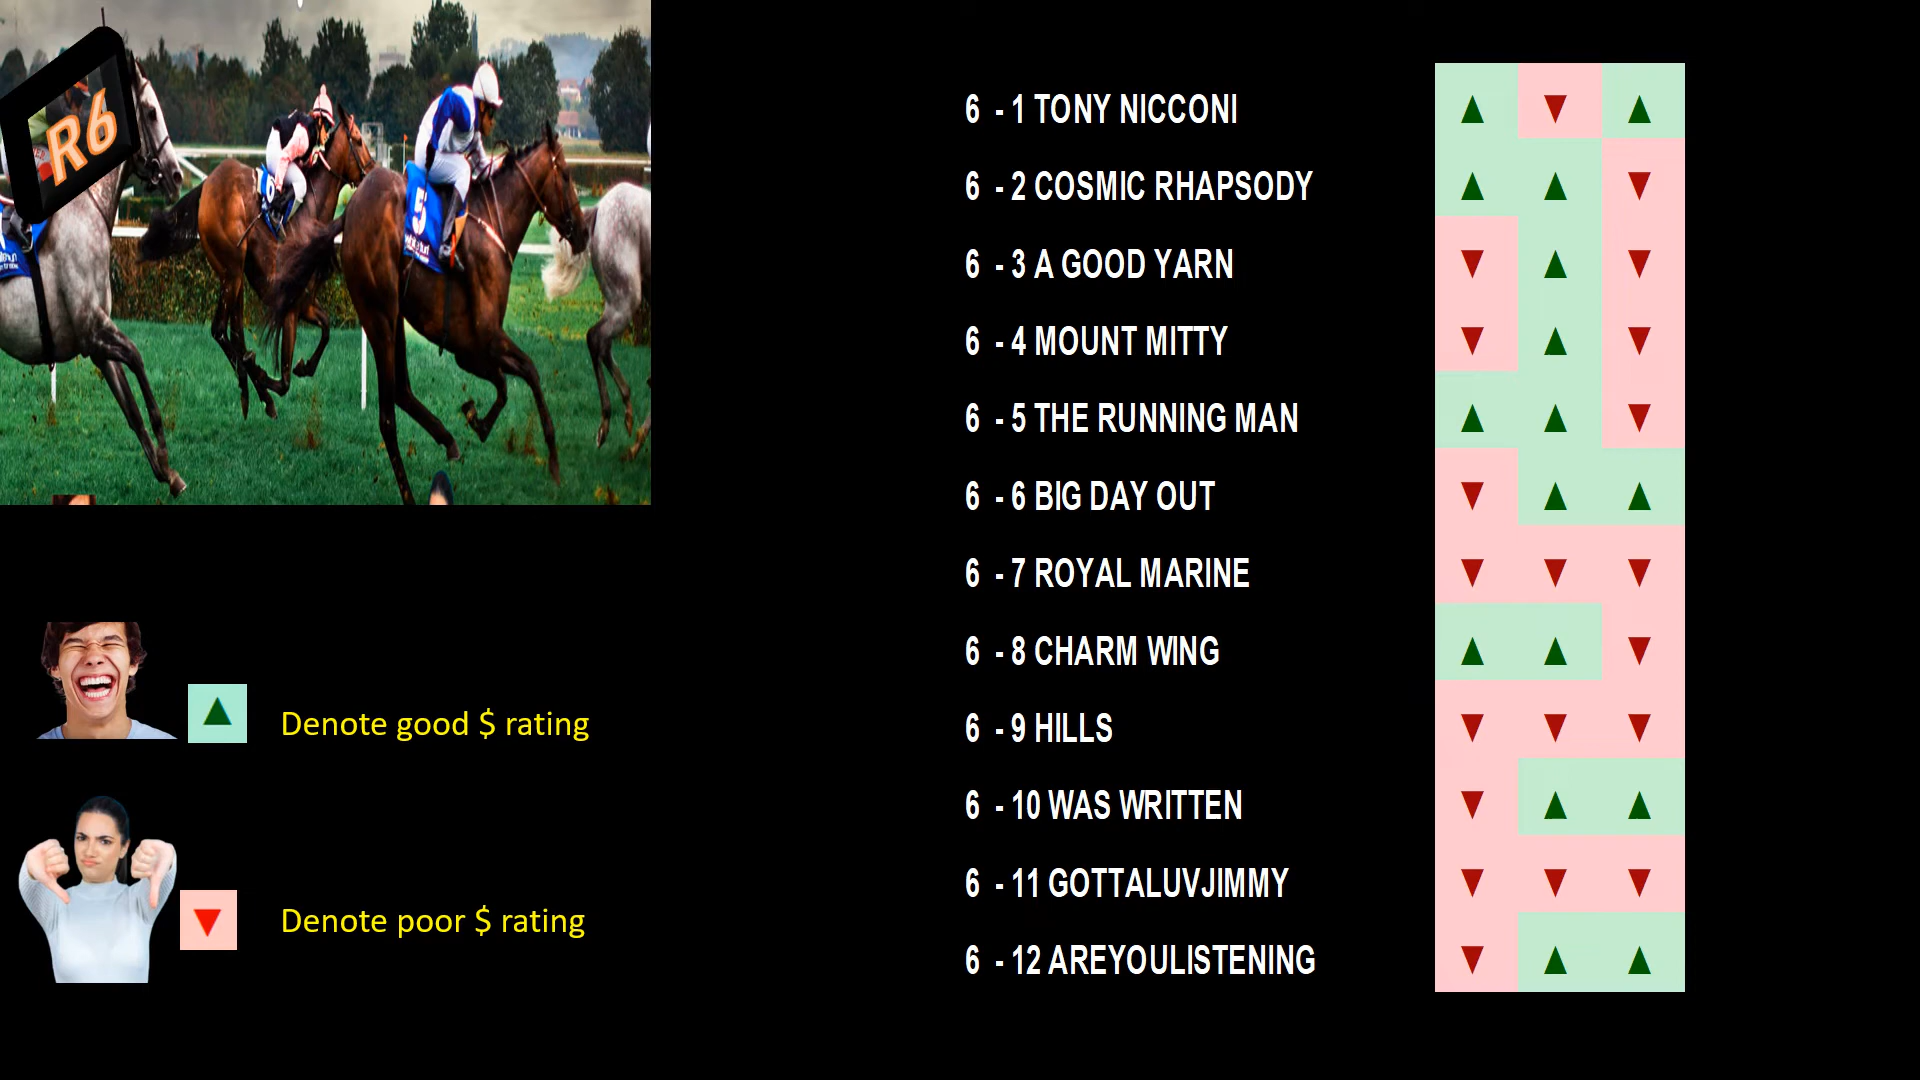 R6
5
6 - 1 TONY NICCONI
6 - 2 COSMIC RHAPSODY
6 - 3 A GOOD YARN
6 - 4 MOUNT MITTY
6 - 5 THE RUNNING MAN
6 - 6 BIG DAY OUT
6 - 7 ROYAL MARINE
6 - 8 CHARM WING
6 - 9 HILLS
6 - 10 WAS WRITTEN
6 - 11 GOTTALUVJIMMY
6 - 12 AREYOULISTENING
Denote good $ rating
Denote poor $ rating